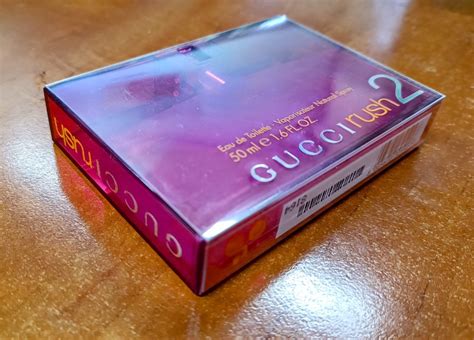 Eau de Toilette - Vaporisateur Natural Spray
50 ml e 1.6 FL.OZ
GUCCI rush 2
GUCCI rush